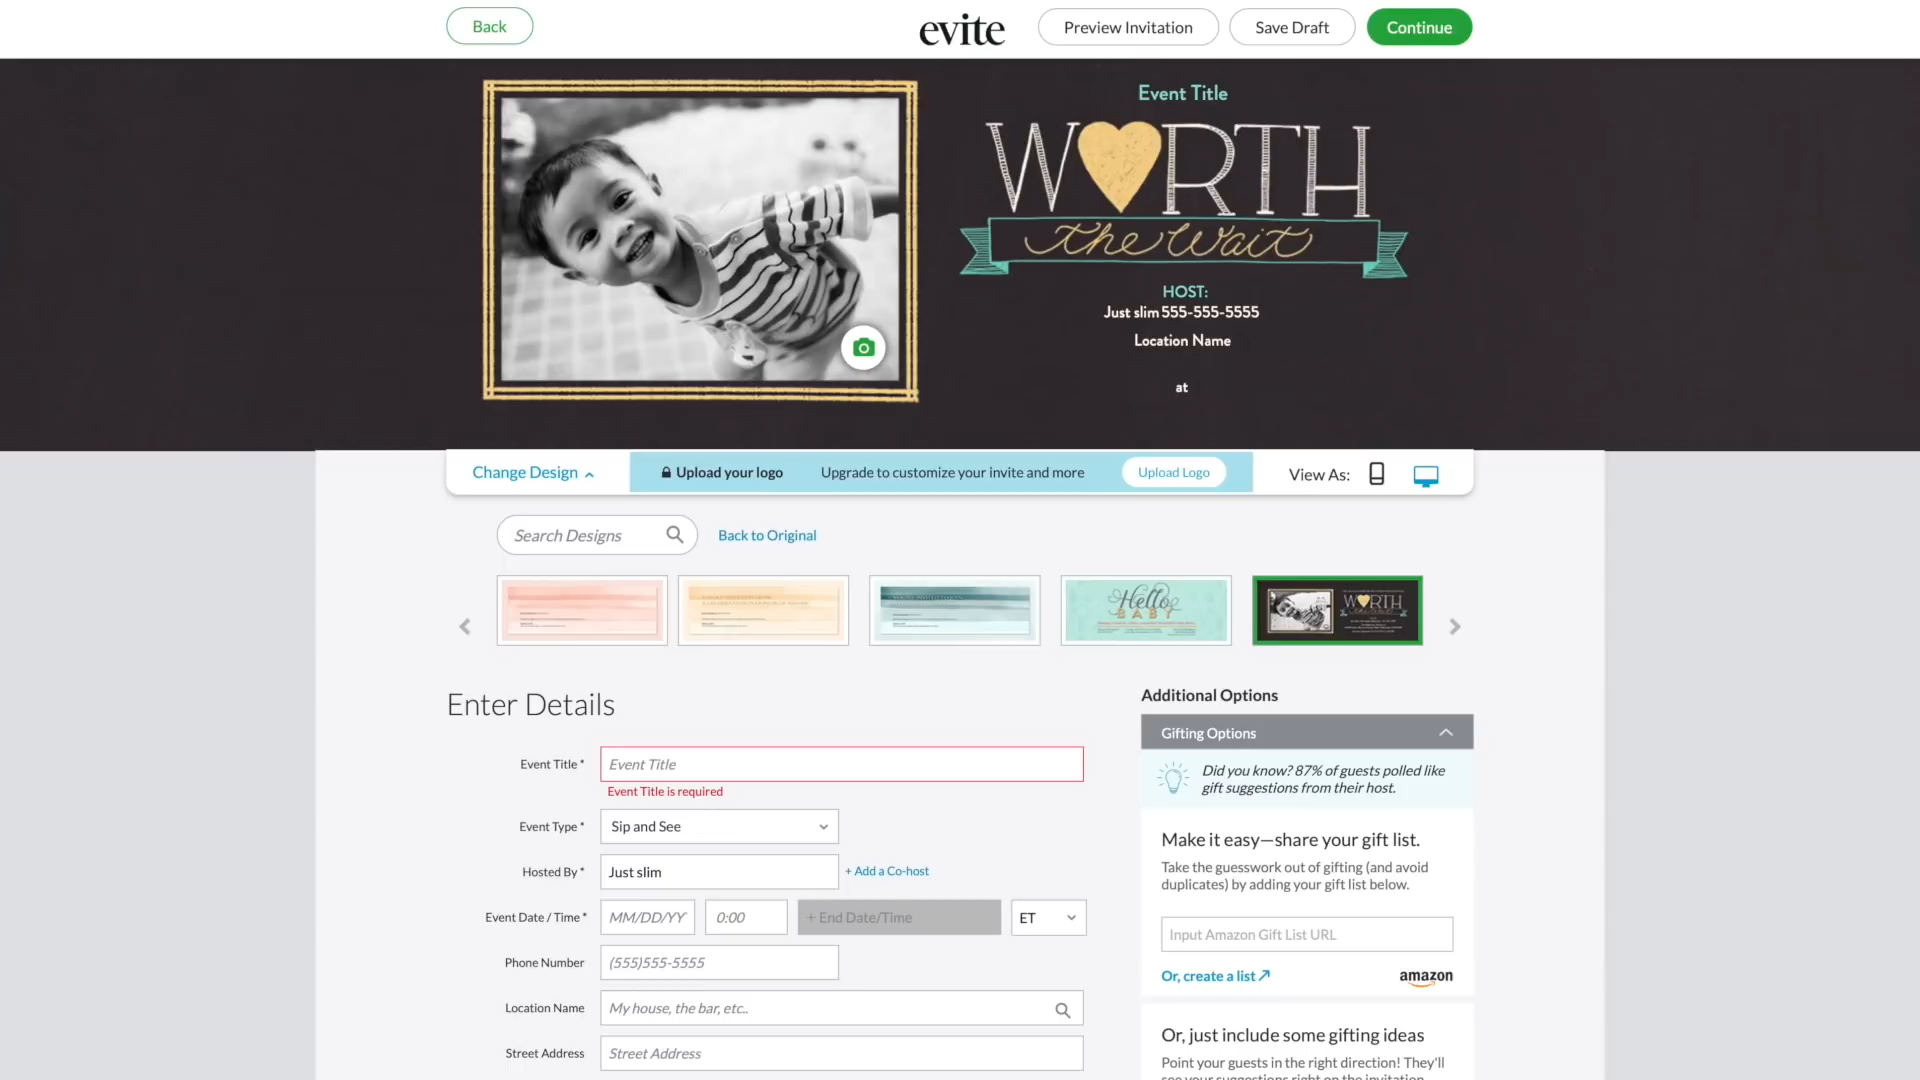 Back
evite
Preview Invitation
Save Draft
Continue
Event Title
WORTH
the Wait
HOST:
Just slim 555-555-5555
Location Name
at
Change Design
Upload your logo
Upgrade to customize your invite and more
Upload Logo
View As:
Search Designs
Back to Original
Hello
BABY
WORTH
Enter Details
Event Title *
Event Title
Event Title is required
Event Type *
Sip and See
Hosted By *
Just slim
+ Add a Co-host
Event Date / Time *
MM/DD/YY
0:00
+ End Date/Time
ET
Phone Number
(555)555-5555
Location Name
My house, the bar, etc..
Street Address
Street Address
Additional Options
Gifting Options
Did you know? 87% of guests polled like
gift suggestions from their host.
Make it easy—share your gift list.
Take the guesswork out of gifting (and avoid
duplicates) by adding your gift list below.
Input Amazon Gift List URL
Or, create a list
amazon
Or, just include some gifting ideas
Point your guests in the right direction! They'll
see your suggestions right on the invitation